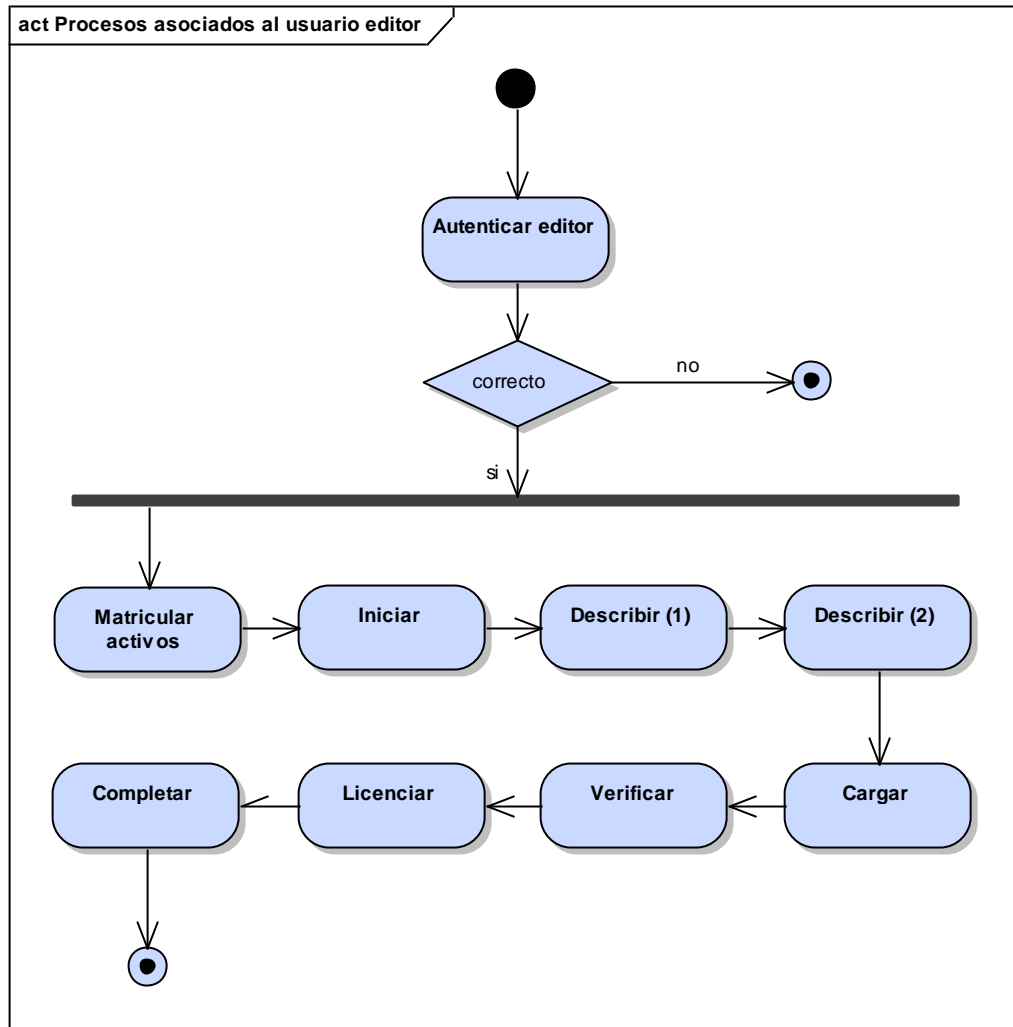 act Procesos asociados al usuario editor
Autenticar editor
correcto
no
si
Matricular
activos
Iniciar
Describir (1)
Describir (2)
Completar
Licenciar
Verificar
Cargar